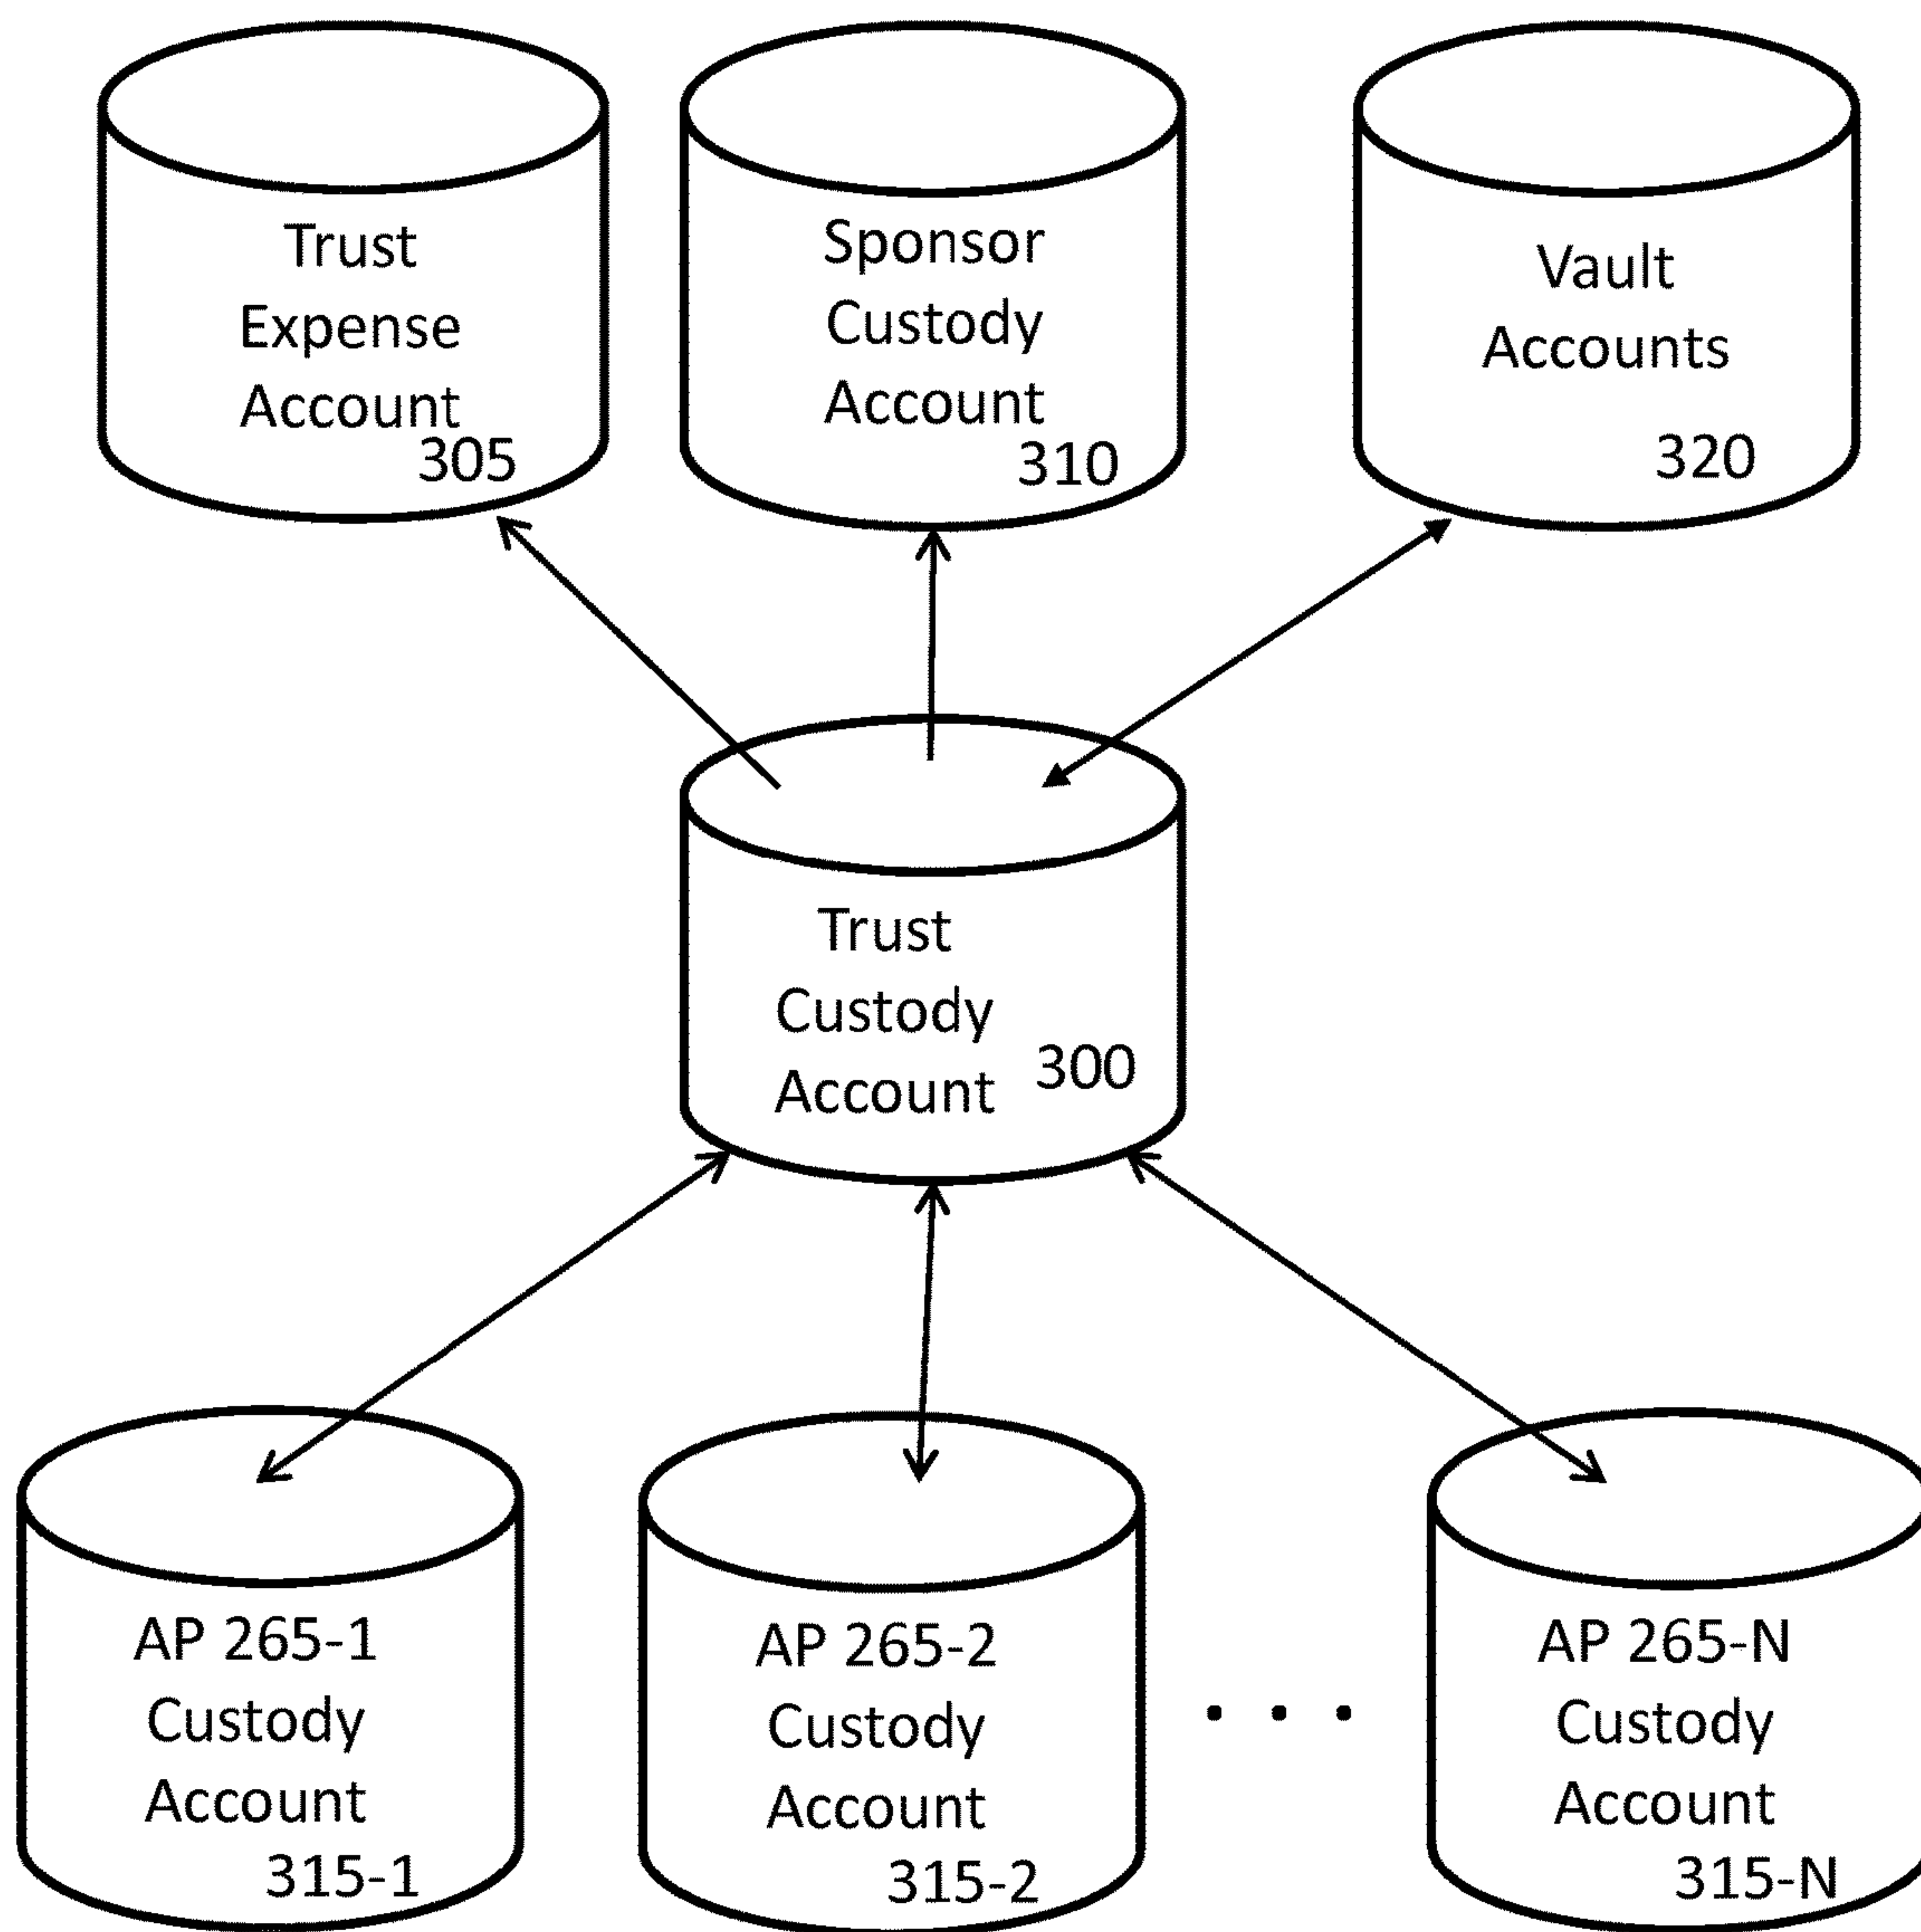 Trust
Expense
Account
305
Sponsor
Custody
Account
310
Vault
Accounts
320
Trust
Custody
Account
300
AP 265-1
Custody
Account
315-1
AP 265-2
Custody
Account
315-2
. . .
AP 265-N
Custody
Account
315-N